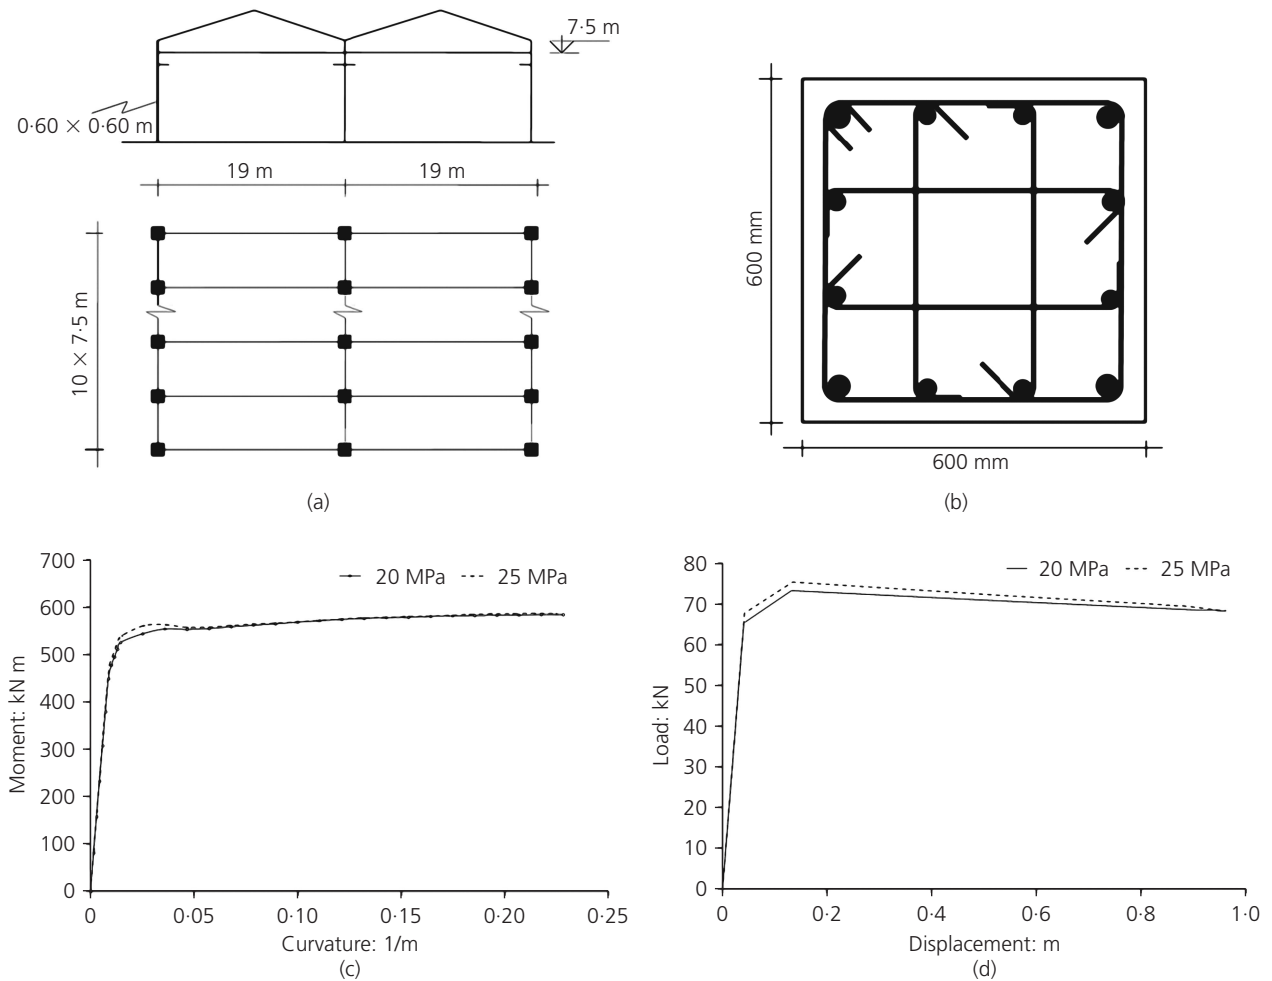 7·5 m
0·60 × 0·60 m
19 m 19 m
10 × 7·5 m
(a)
600 mm
600 mm
(b)
700
600
500
400
300
200
100
0
Moment: kN m
20 MPa 25 MPa
0 0·05 0·10 0·15 0·20 0·25
Curvature: 1/m
(c)
80
70
60
50
40
30
20
10
0
Load: kN
20 MPa 25 MPa
0 0·2 0·4 0·6 0·8 1·0
Displacement: m
(d)